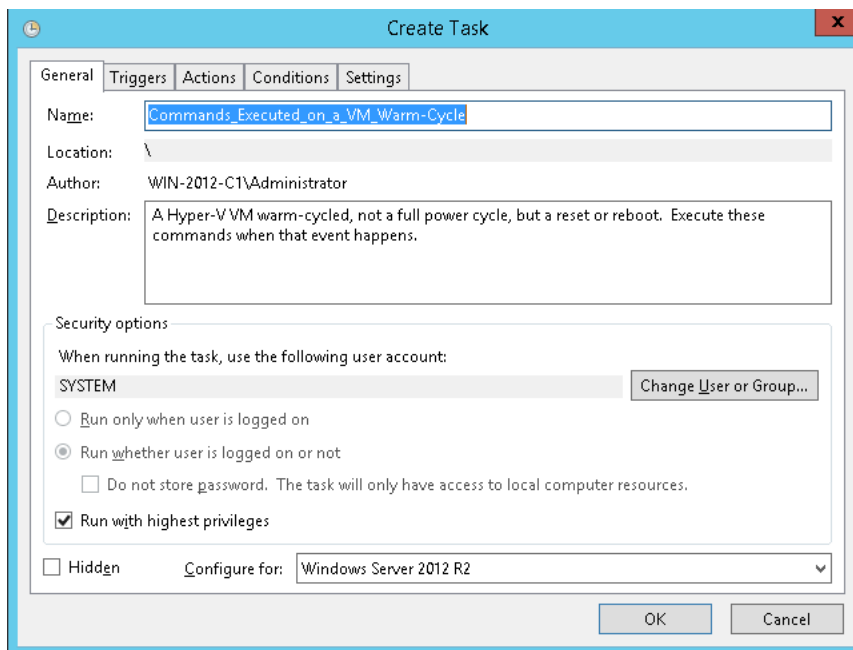 Create Task
x
General Triggers Actions Conditions Settings
Name: Commands_Executed_on_a_VM_Warm-Cycle
Location: \
Author: WIN-2012-C1\Administrator
Description: A Hyper-V VM warm-cycled, not a full power cycle, but a reset or reboot.  Execute these
commands when that event happens.
Security options
When running the task, use the following user account:
SYSTEM Change User or Group...
Run only when user is logged on
Run whether user is logged on or not
Do not store password.  The task will only have access to local computer resources.
Run with highest privileges
Hidden Configure for: Windows Server 2012 R2
OK Cancel